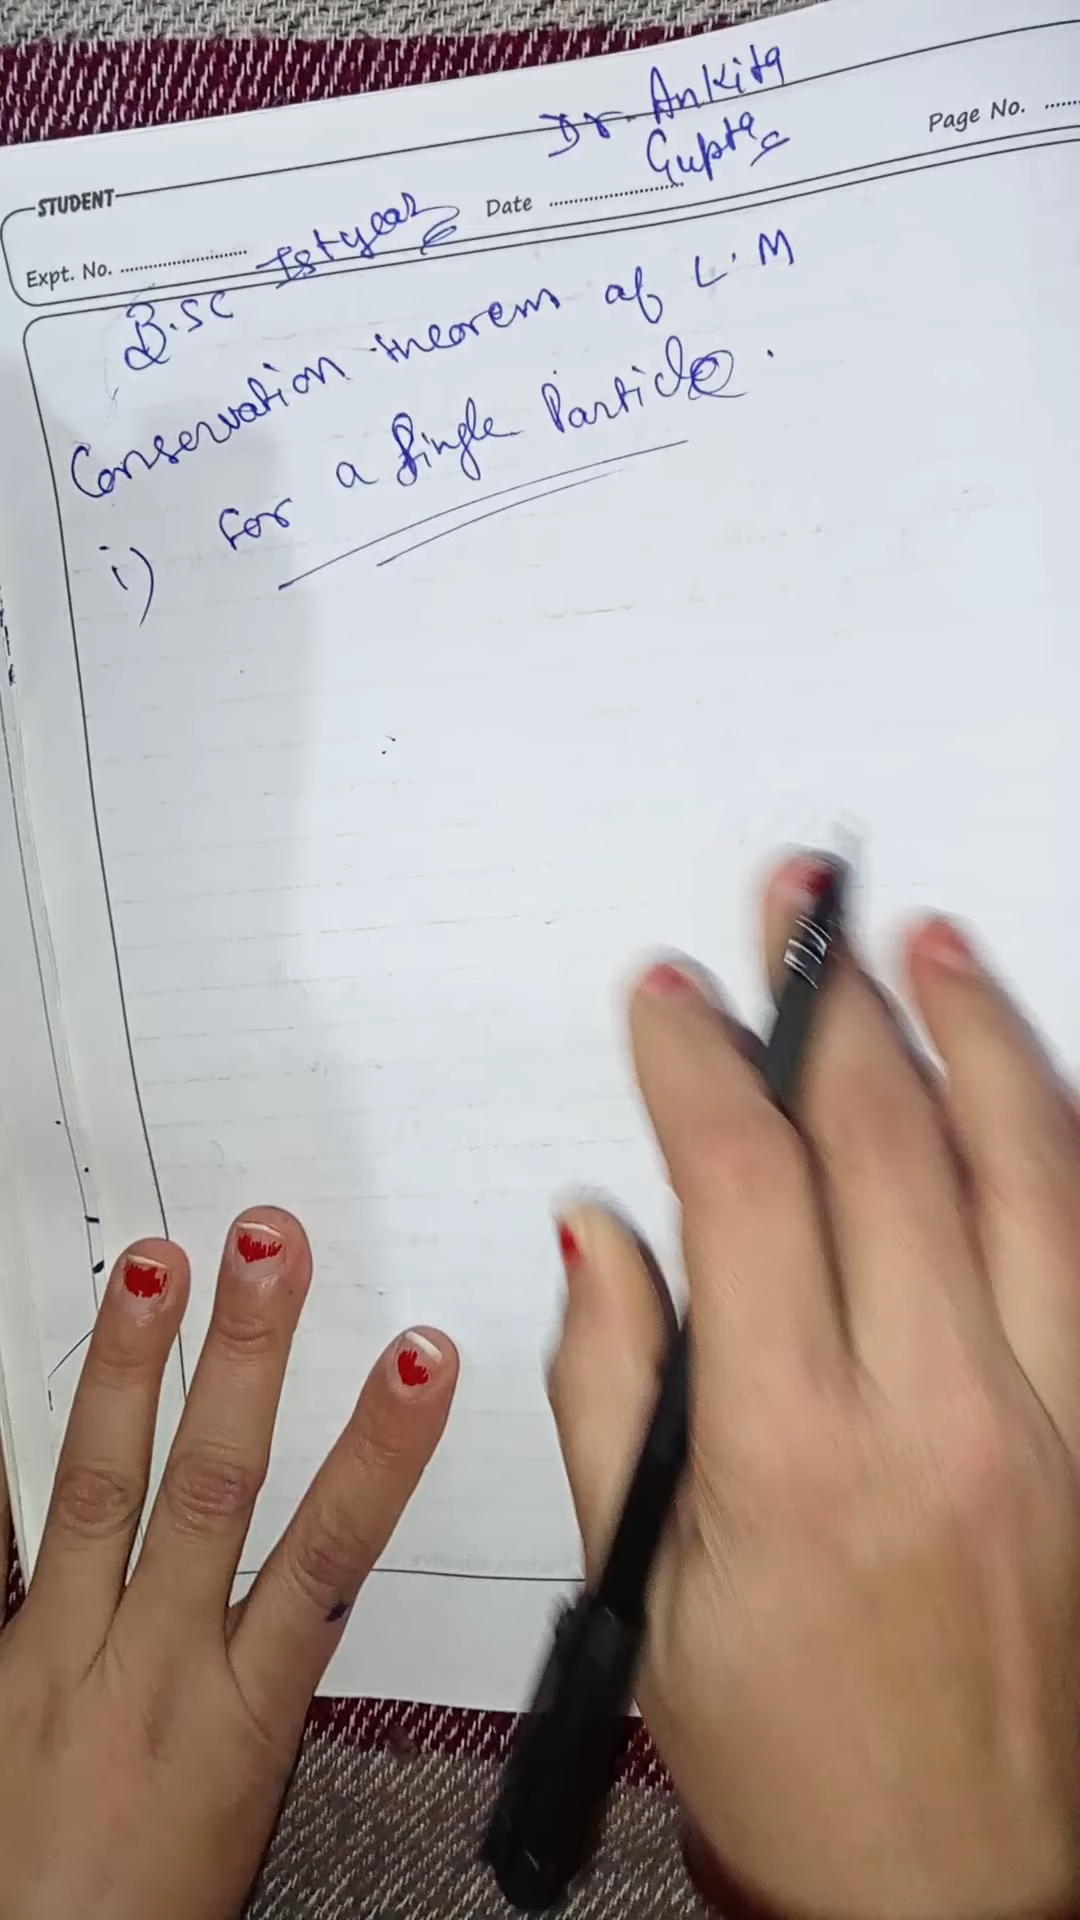 Dr. Ankita
Gupta
Page No. ......
STUDENT
Expt. No. ........................
Ist year
Date ........................
B.SC
Conservation theorem of L.M
i) for a Single Particle.